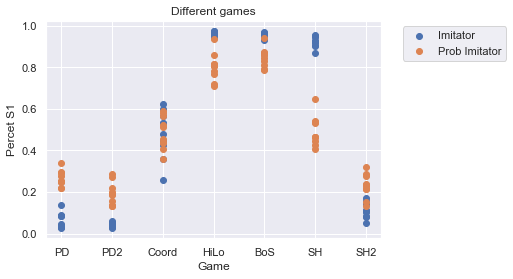 Different games
Imitator
Prob Imitator
Percet S1
1.0
0.8
0.6
0.4
0.2
0.0
PD PD2 Coord HiLo BoS SH SH2
Game